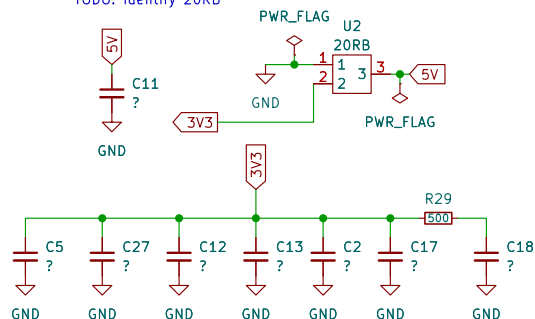 TODO: Identify 20RB
PWR_FLAG
U2
20RB
5V
C11
?
GND
1
1
2
2
3
3
5V
GND
PWR_FLAG
3V3
3V3
R29
500
C5
?
C27
?
C12
?
C13
?
C2
?
C17
?
C18
?
GND
GND
GND
GND
GND
GND
GND